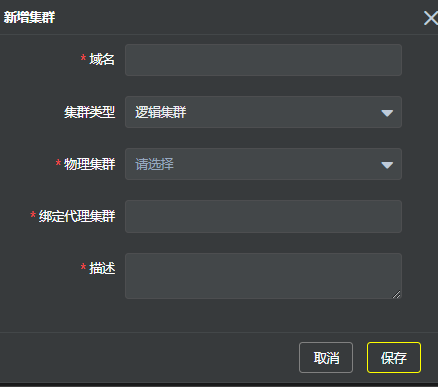 新增集群
* 域名
集群类型 逻辑集群
* 物理集群 请选择
* 绑定代理集群
* 描述
取消 保存